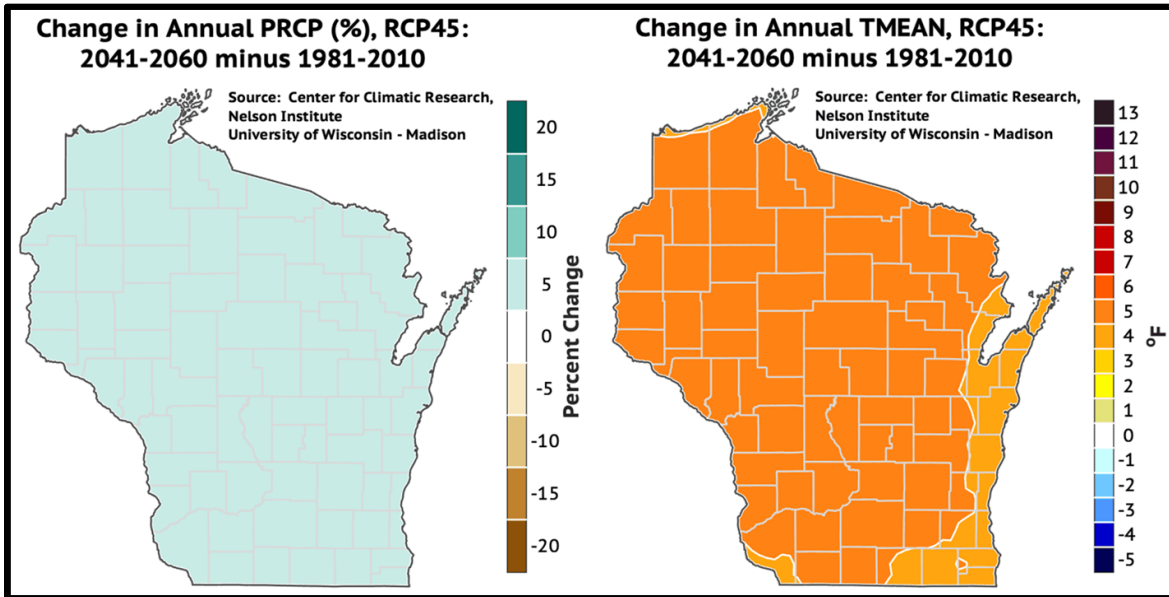 Change in Annual PRCP (%), RCP45:
2041-2060 minus 1981-2010
Source: Center for Climatic Research,
Nelson Institute
University of Wisconsin - Madison
20
15
10
5
0
-5
-10
-15
-20
Percent Change
Change in Annual TMEAN, RCP45:
2041-2060 minus 1981-2010
Source: Center for Climatic Research,
Nelson Institute
University of Wisconsin - Madison
13
12
11
10
9
8
7
6
5
4
3
2
1
0
-1
-2
-3
-4
-5
°F